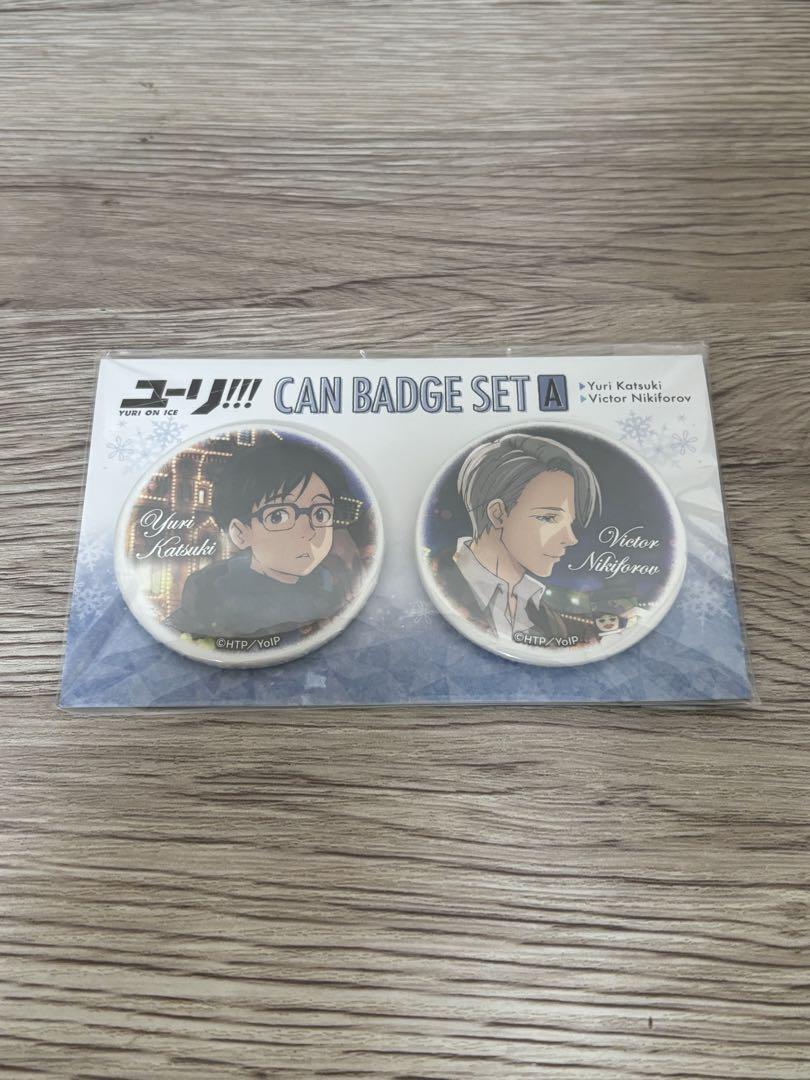 ユーリ!!!
YURI ON ICE
CAN BADGE SET A
▶Yuri Katsuki
▶Victor Nikiforov
Yuri
Katsuki
©HTP/YoIP
Victor
Nikiforov
©HTP/YoIP